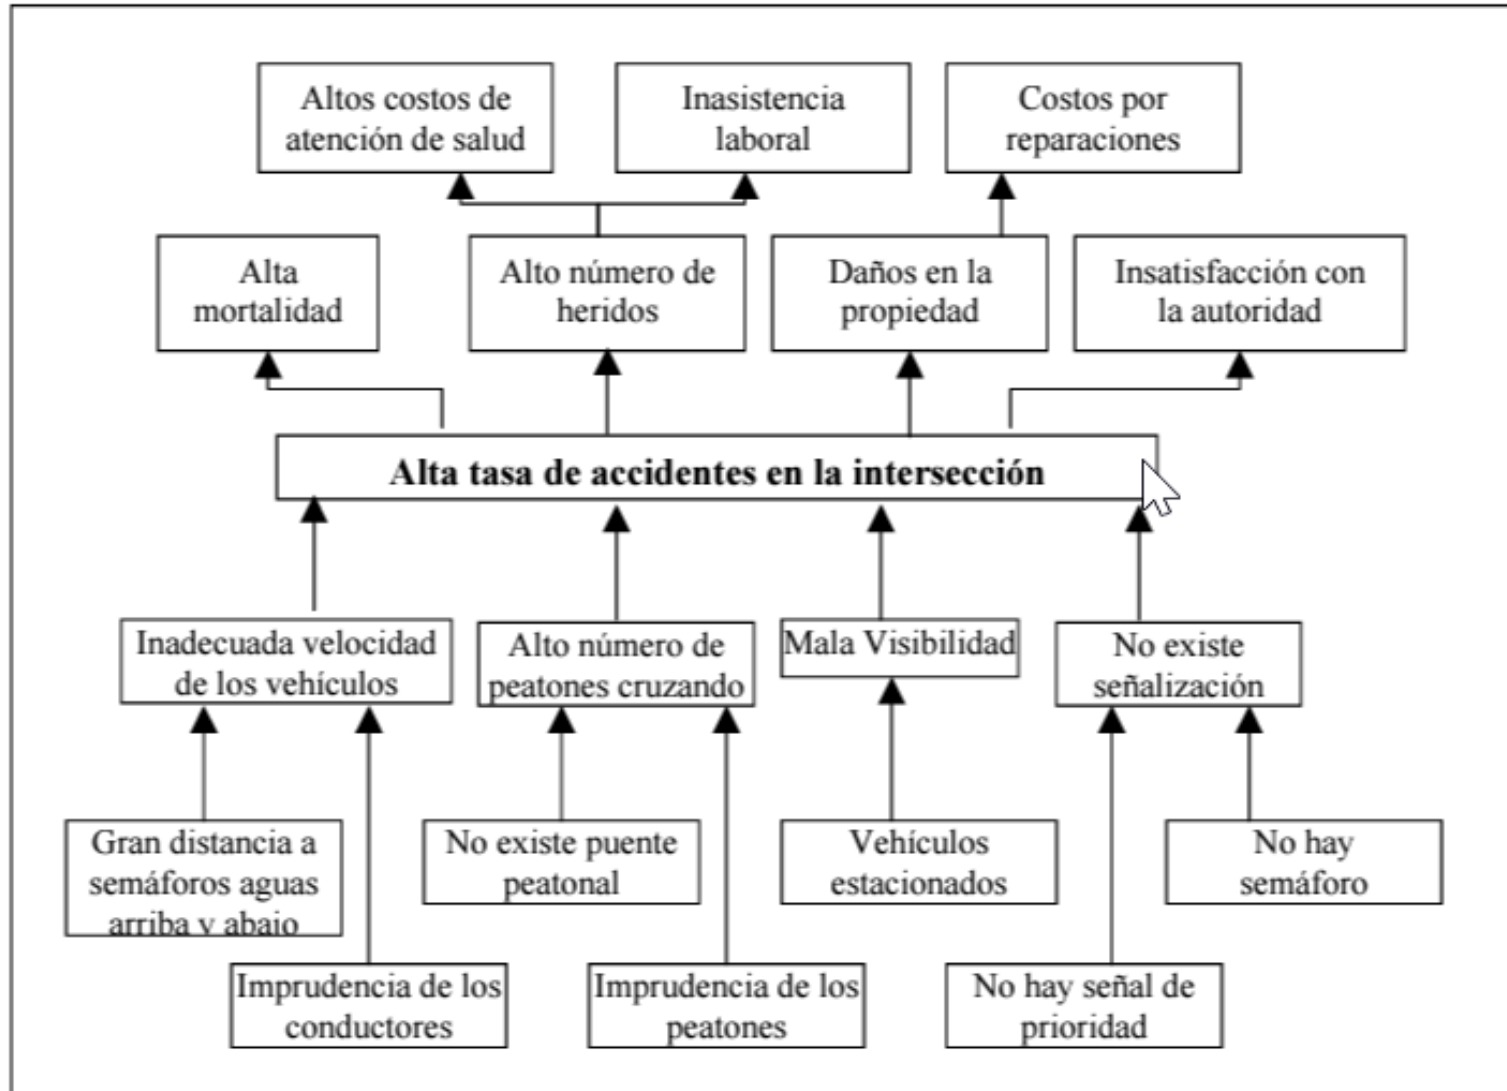 Altos costos de
atención de salud
Inasistencia
laboral
Costos por
reparaciones
Alta
mortalidad
Alto número de
heridos
Daños en la
propiedad
Insatisfacción con
la autoridad
Alta tasa de accidentes en la intersección
Inadecuada velocidad
de los vehículos
Alto número de
peatones cruzando
Mala Visibilidad
No existe
señalización
Gran distancia a
semáforos aguas
arriba y abajo
No existe puente
peatonal
Vehículos
estacionados
No hay
semáforo
Imprudencia de los
conductores
Imprudencia de los
peatones
No hay señal de
prioridad